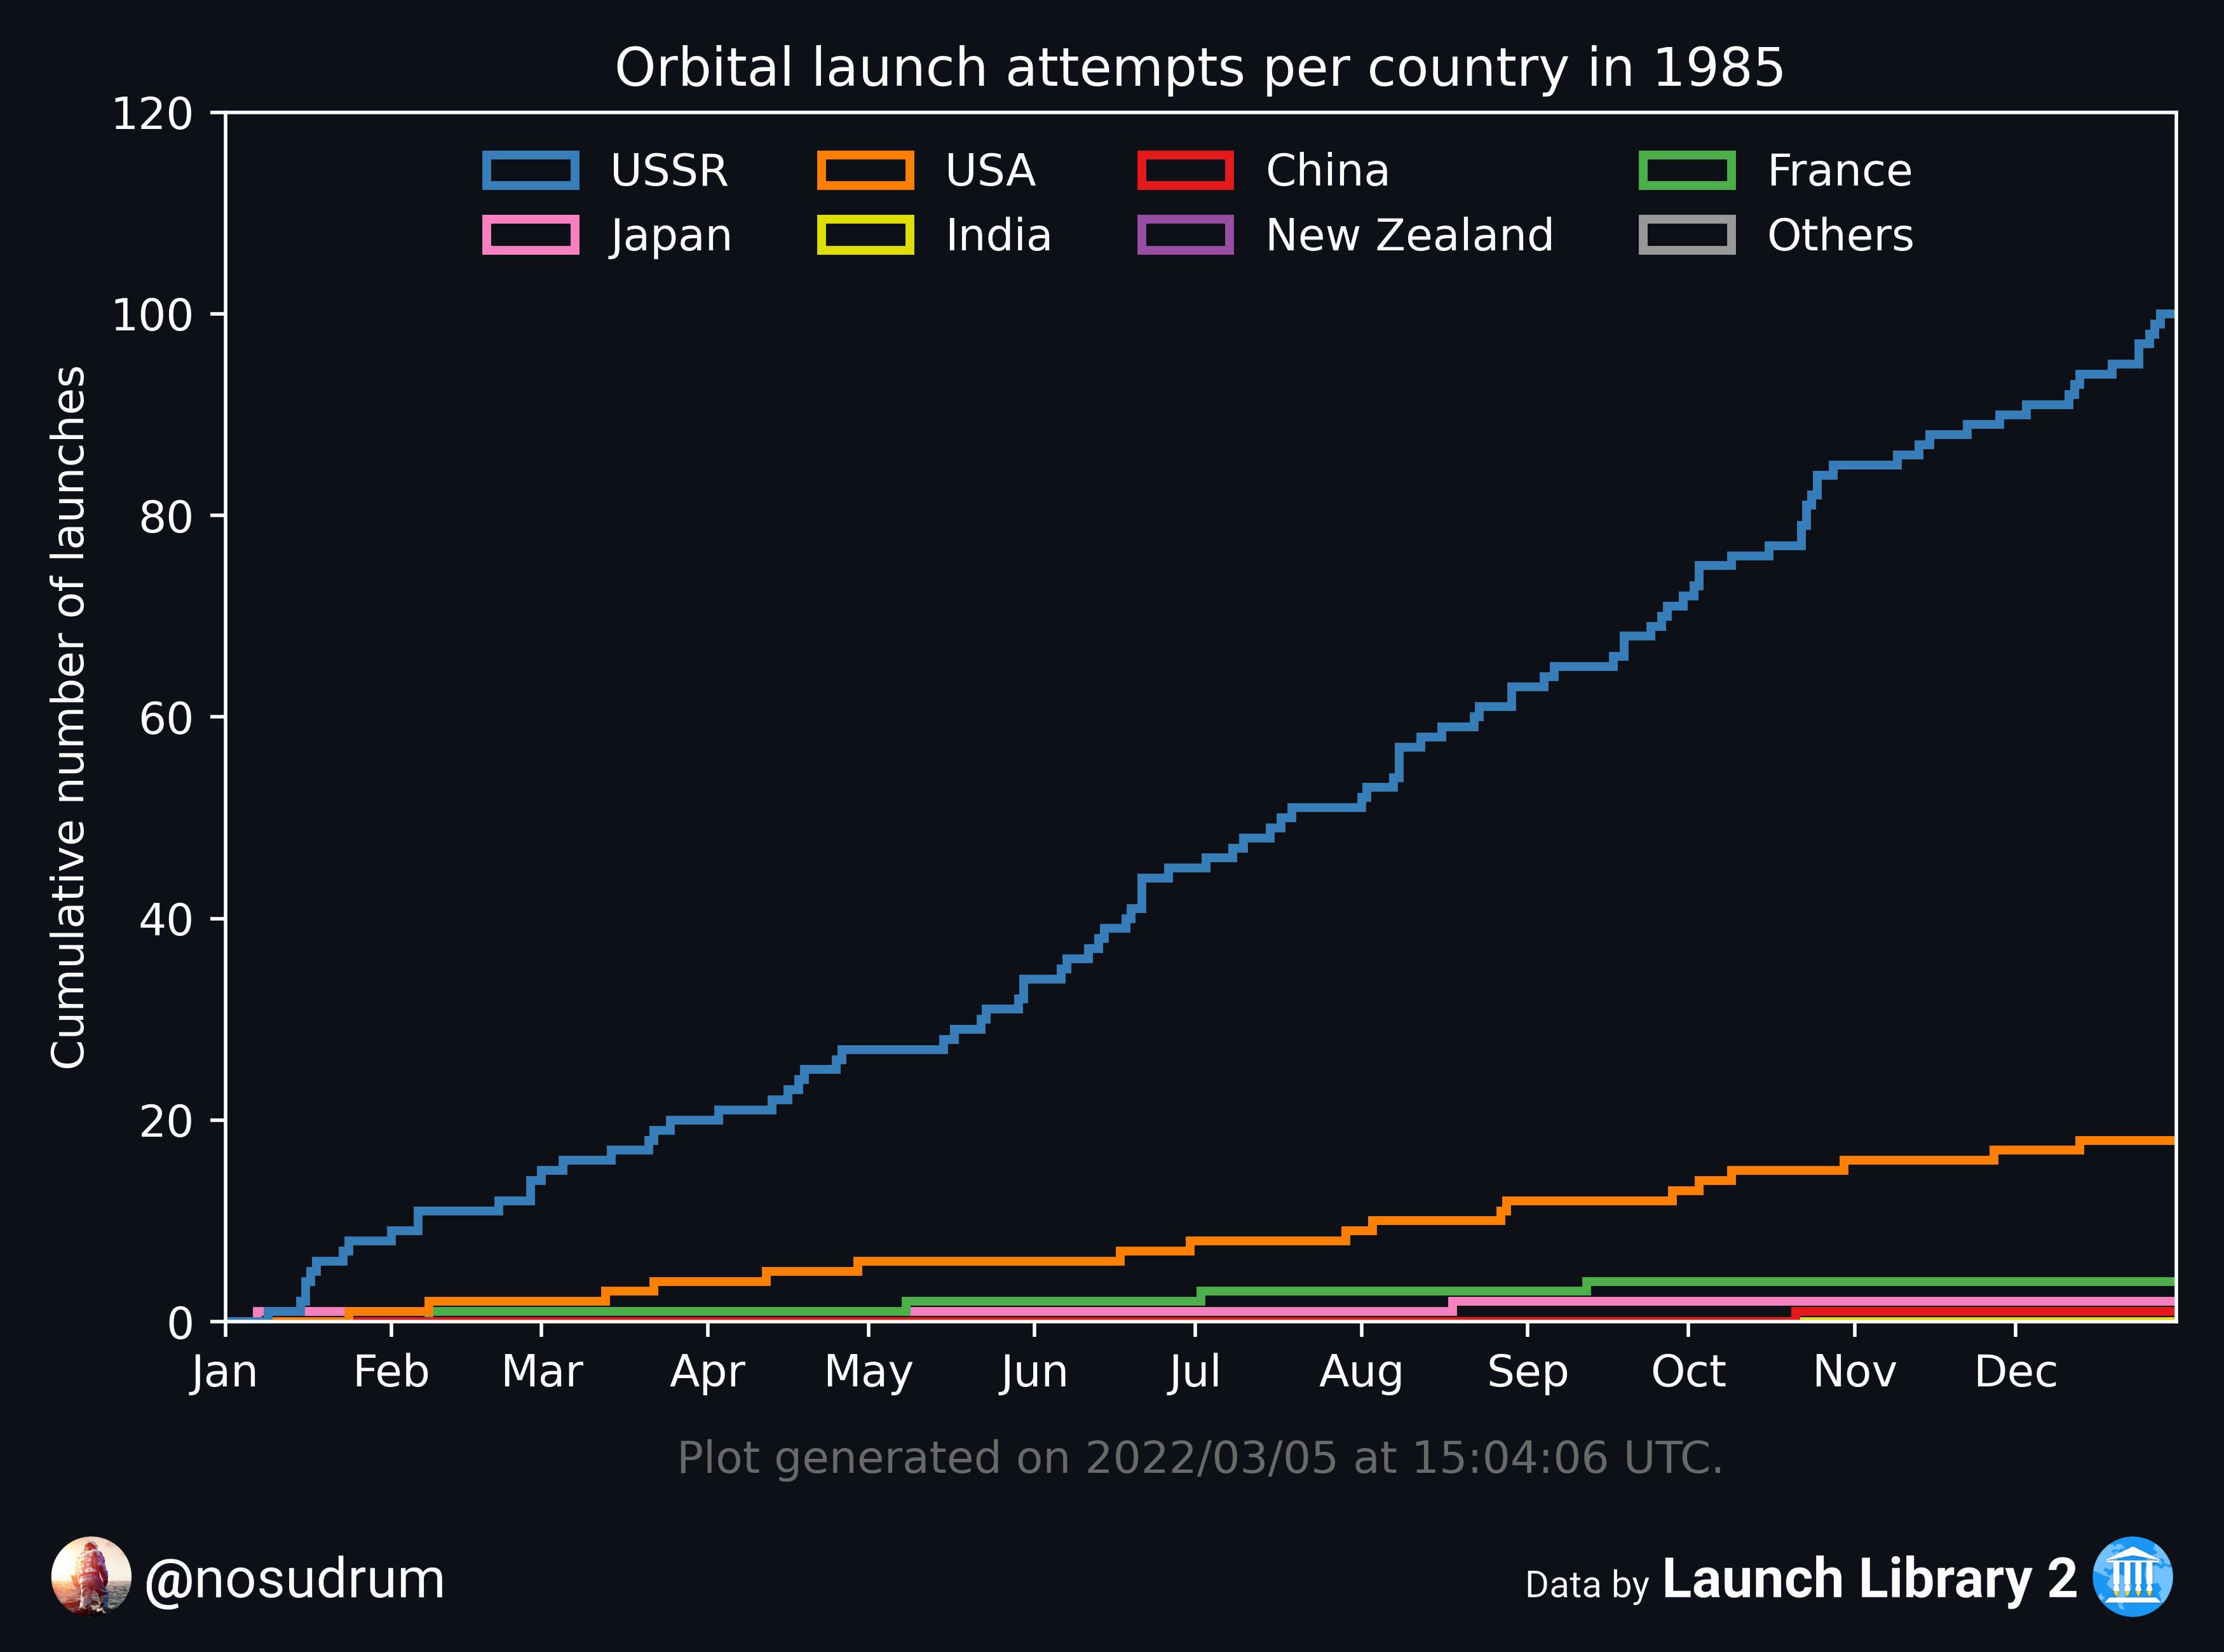 Orbital launch attempts per country in 1985
120
USSR USA China France
Japan India New Zealand Others
100
80
60
40
20
0
Cumulative number of launches
Jan Feb Mar Apr May Jun Jul Aug Sep Oct Nov Dec
Plot generated on 2022/03/05 at 15:04:06 UTC.
@nosudrum
Data by Launch Library 2